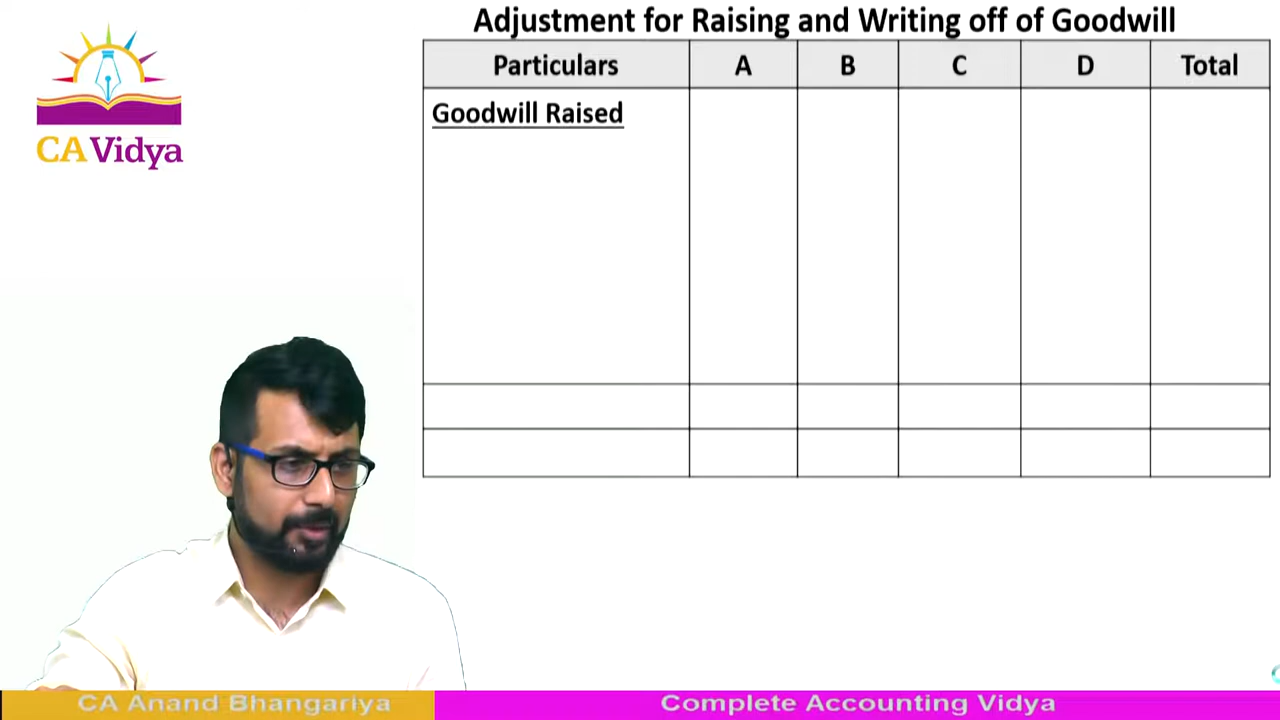 Adjustment for Raising and Writing off of Goodwill
Particulars A B C D Total
Goodwill Raised
CA Vidya
CA Anand Bhangariya Complete Accounting Vidya